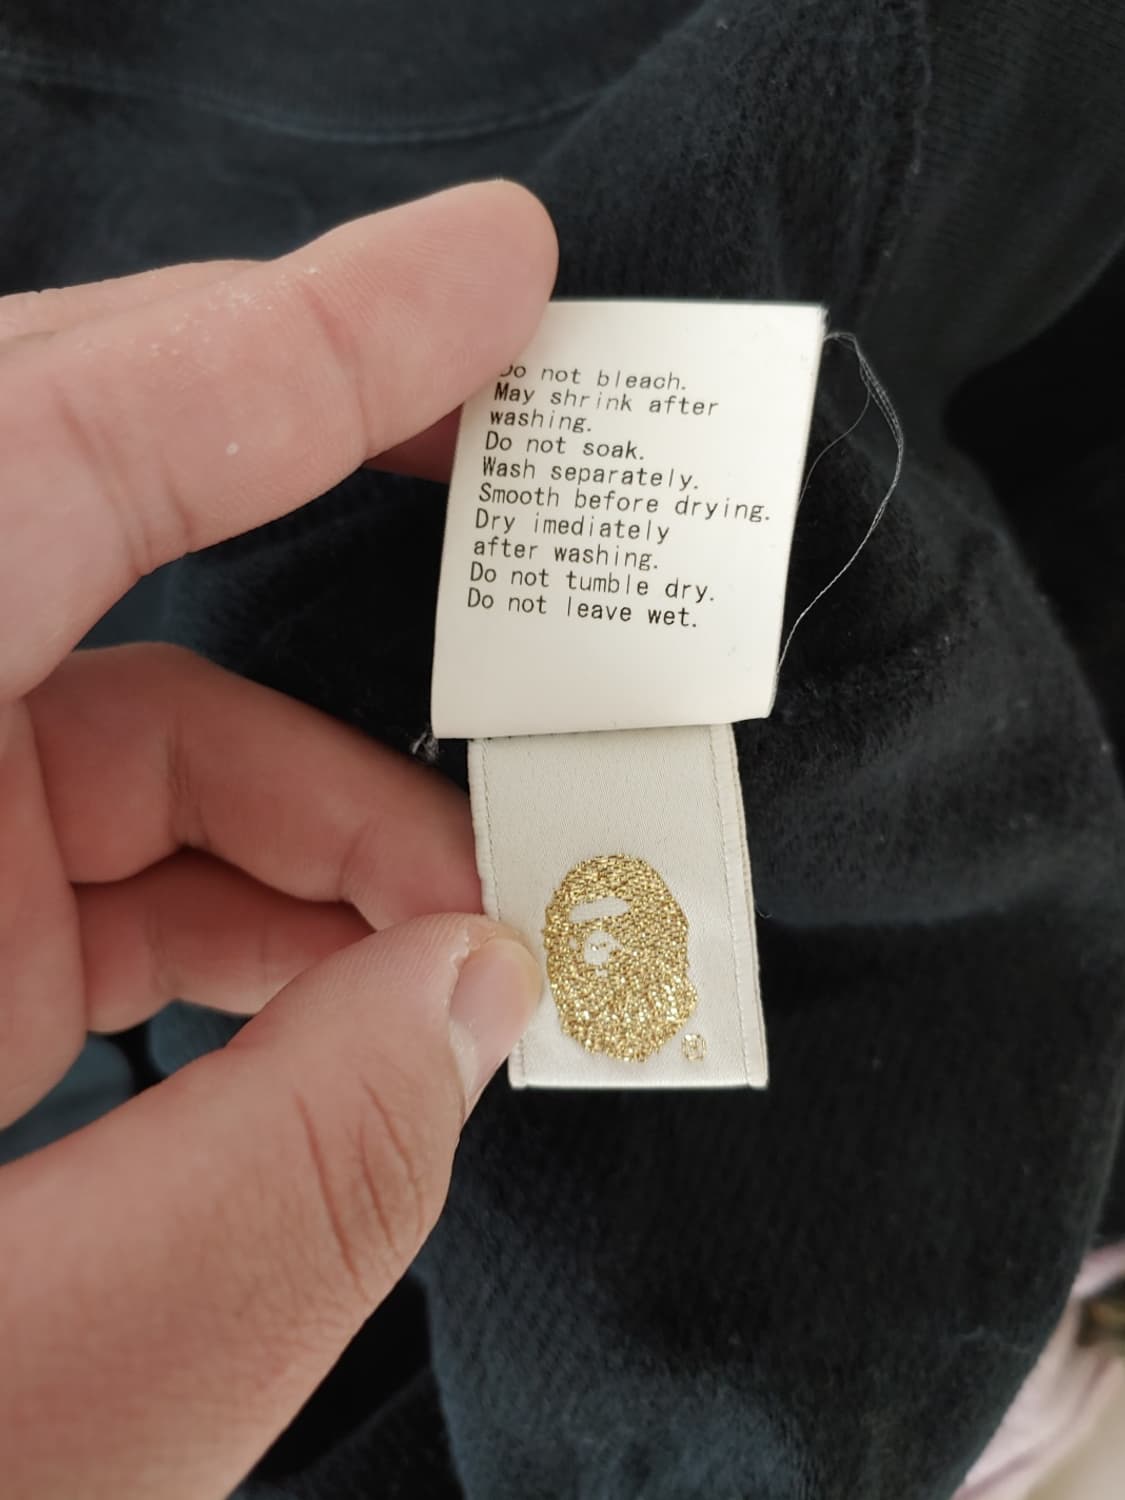 Do not bleach.
May shrink after
washing.
Do not soak.
Wash separately.
Smooth before drying.
Dry imediately
after washing.
Do not tumble dry.
Do not leave wet.